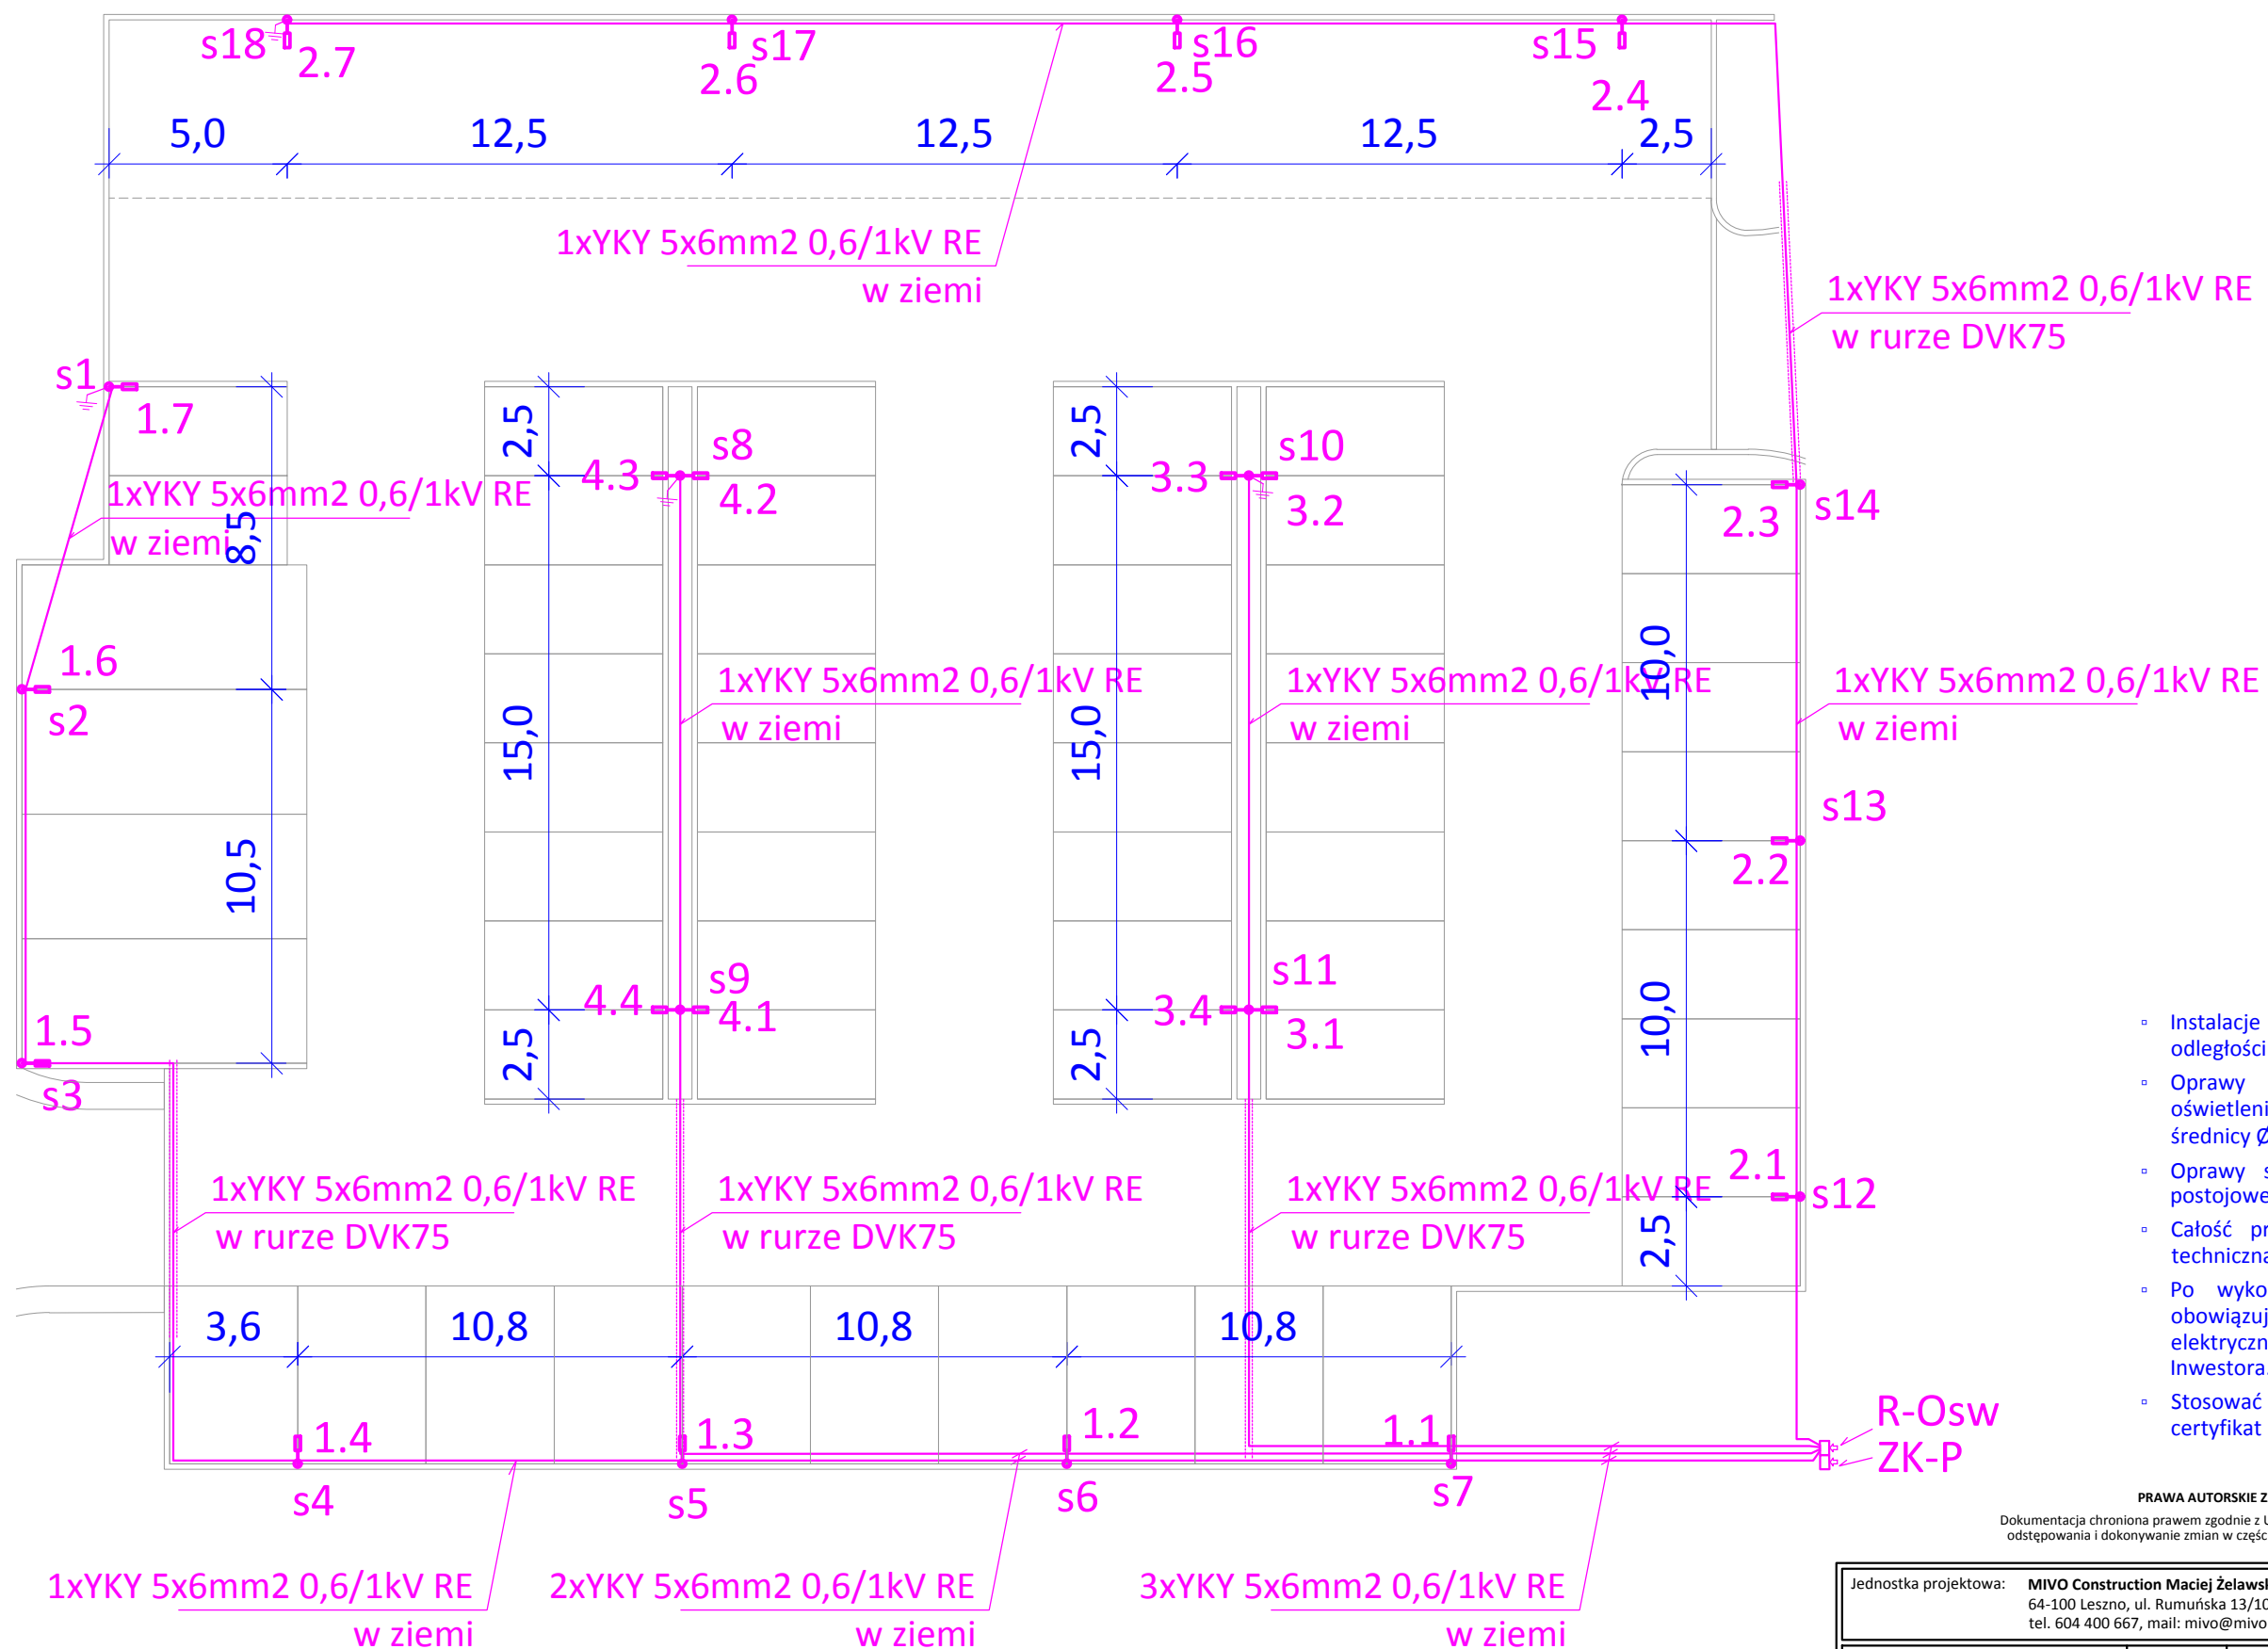 s18
2.7
s17
2.6
s16
2.5
s15
2.4
5,0
12,5
12,5
12,5
2,5
1xYKY 5x6mm2 0,6/1kV RE
w ziemi
1xYKY 5x6mm2 0,6/1kV RE
w rurze DVK75
s1
1.7
2,5
s8
4.3
4.2
2,5
s10
3.3
3.2
s14
2.3
1xYKY 5x6mm2 0,6/1kV RE
w ziemi
8,5
1.6
s2
1xYKY 5x6mm2 0,6/1kV RE
w ziemi
15,0
1xYKY 5x6mm2 0,6/1kV RE
w ziemi
15,0
10,0
1xYKY 5x6mm2 0,6/1kV RE
w ziemi
s13
2.2
10,5
s9
4.4
4.1
s11
3.4
3.1
10,0
1.5
s3
2,5
2,5
2.1
s12
2,5
1xYKY 5x6mm2 0,6/1kV RE
w rurze DVK75
1xYKY 5x6mm2 0,6/1kV RE
w rurze DVK75
1xYKY 5x6mm2 0,6/1kV RE
w rurze DVK75
3,6
10,8
10,8
10,8
1.4
1.3
1.2
1.1
s4
s5
s6
s7
R-Osw
ZK-P
1xYKY 5x6mm2 0,6/1kV RE
w ziemi
2xYKY 5x6mm2 0,6/1kV RE
w ziemi
3xYKY 5x6mm2 0,6/1kV RE
w ziemi
Instalacje
odległości
Oprawy
oświetleni
średnicy Ø
Oprawy s
postojowe
Całość pr
techniczna
Po wyko
obowiązuj
elektryczn
Inwestora.
Stosować
certyfikat
PRAWA AUTORSKIE Z
Dokumentacja chroniona prawem zgodnie z U
odstępowania i dokonywanie zmian w częśc
Jednostka projektowa: MIVO Construction Maciej Żelawsk
64-100 Leszno, ul. Rumuńska 13/10
tel. 604 400 667, mail: mivo@mivo